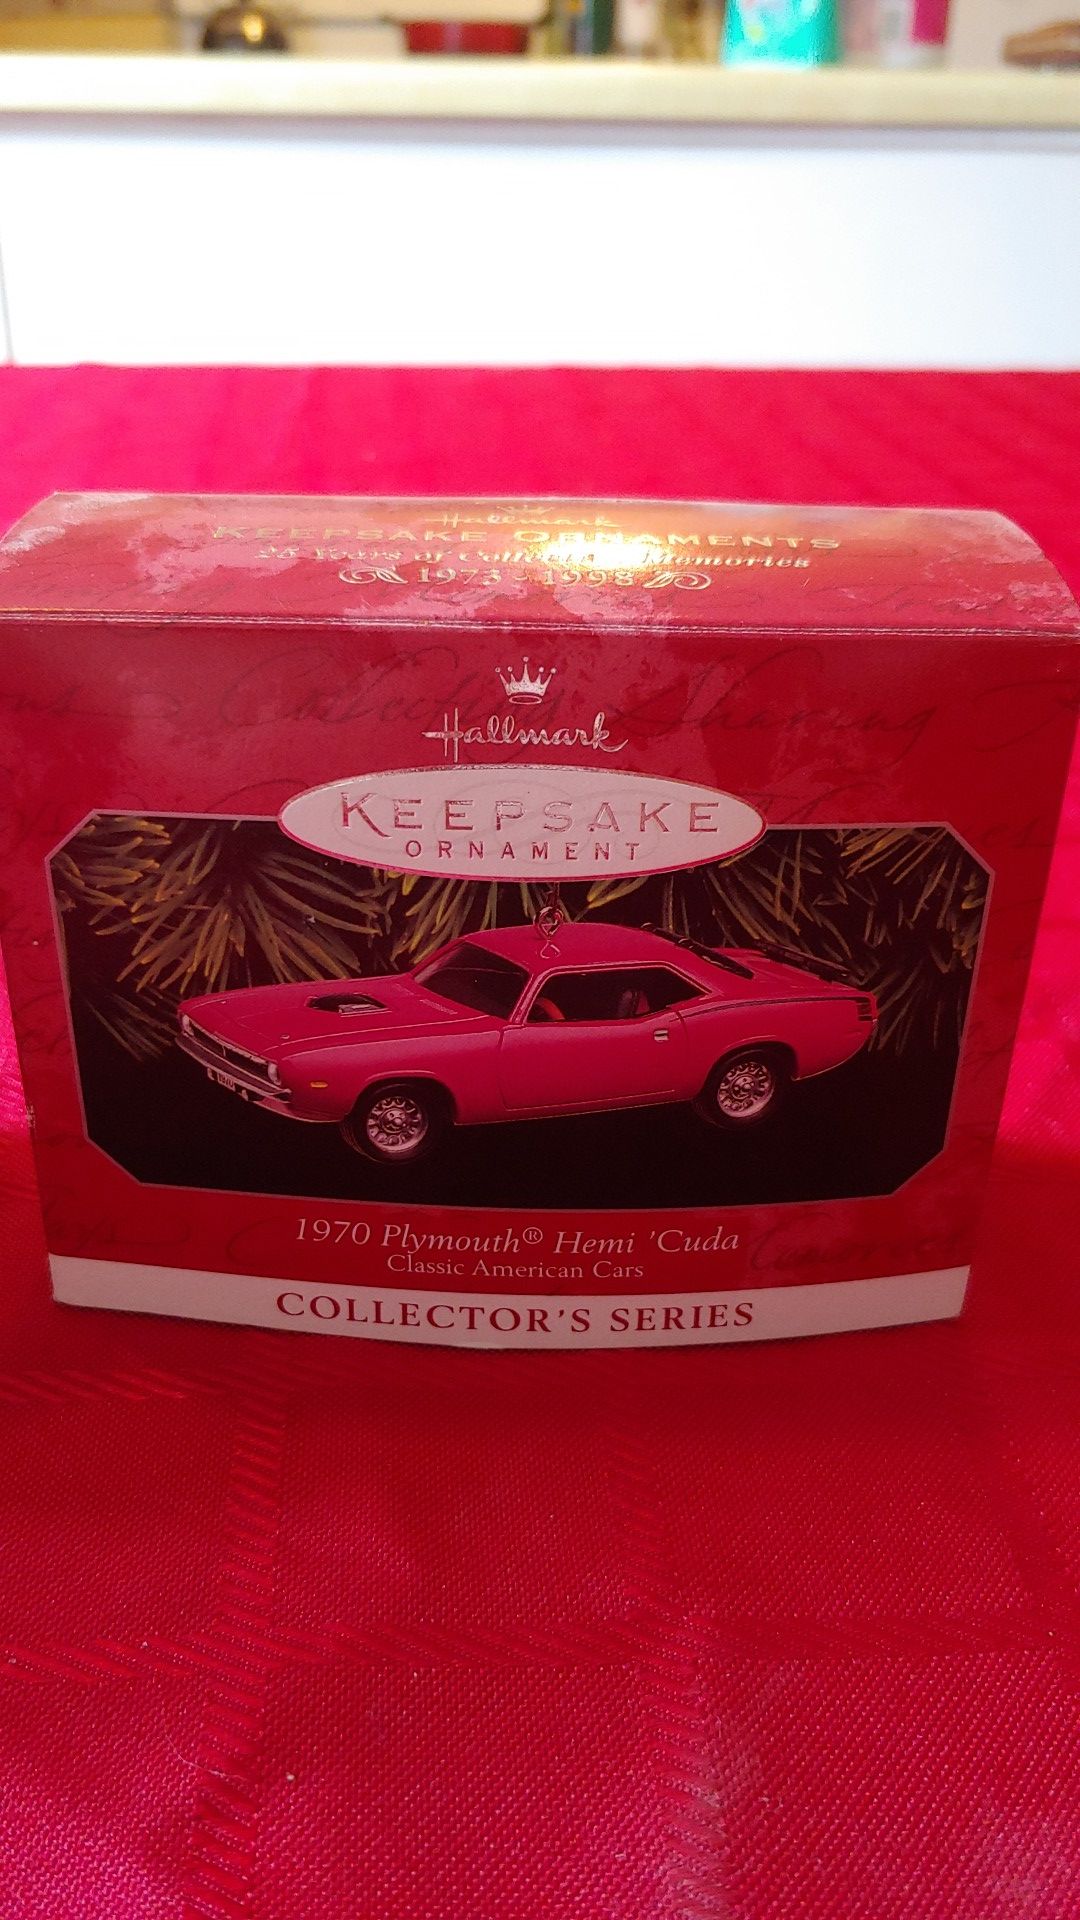 Hallmark
KEEPSAKE ORNAMENTS
25 Years of Memories
1973 - 1998
Hallmark
KEEPSAKE
ORNAMENT
1970
1970 Plymouth® Hemi 'Cuda
Classic American Cars
COLLECTOR'S SERIES